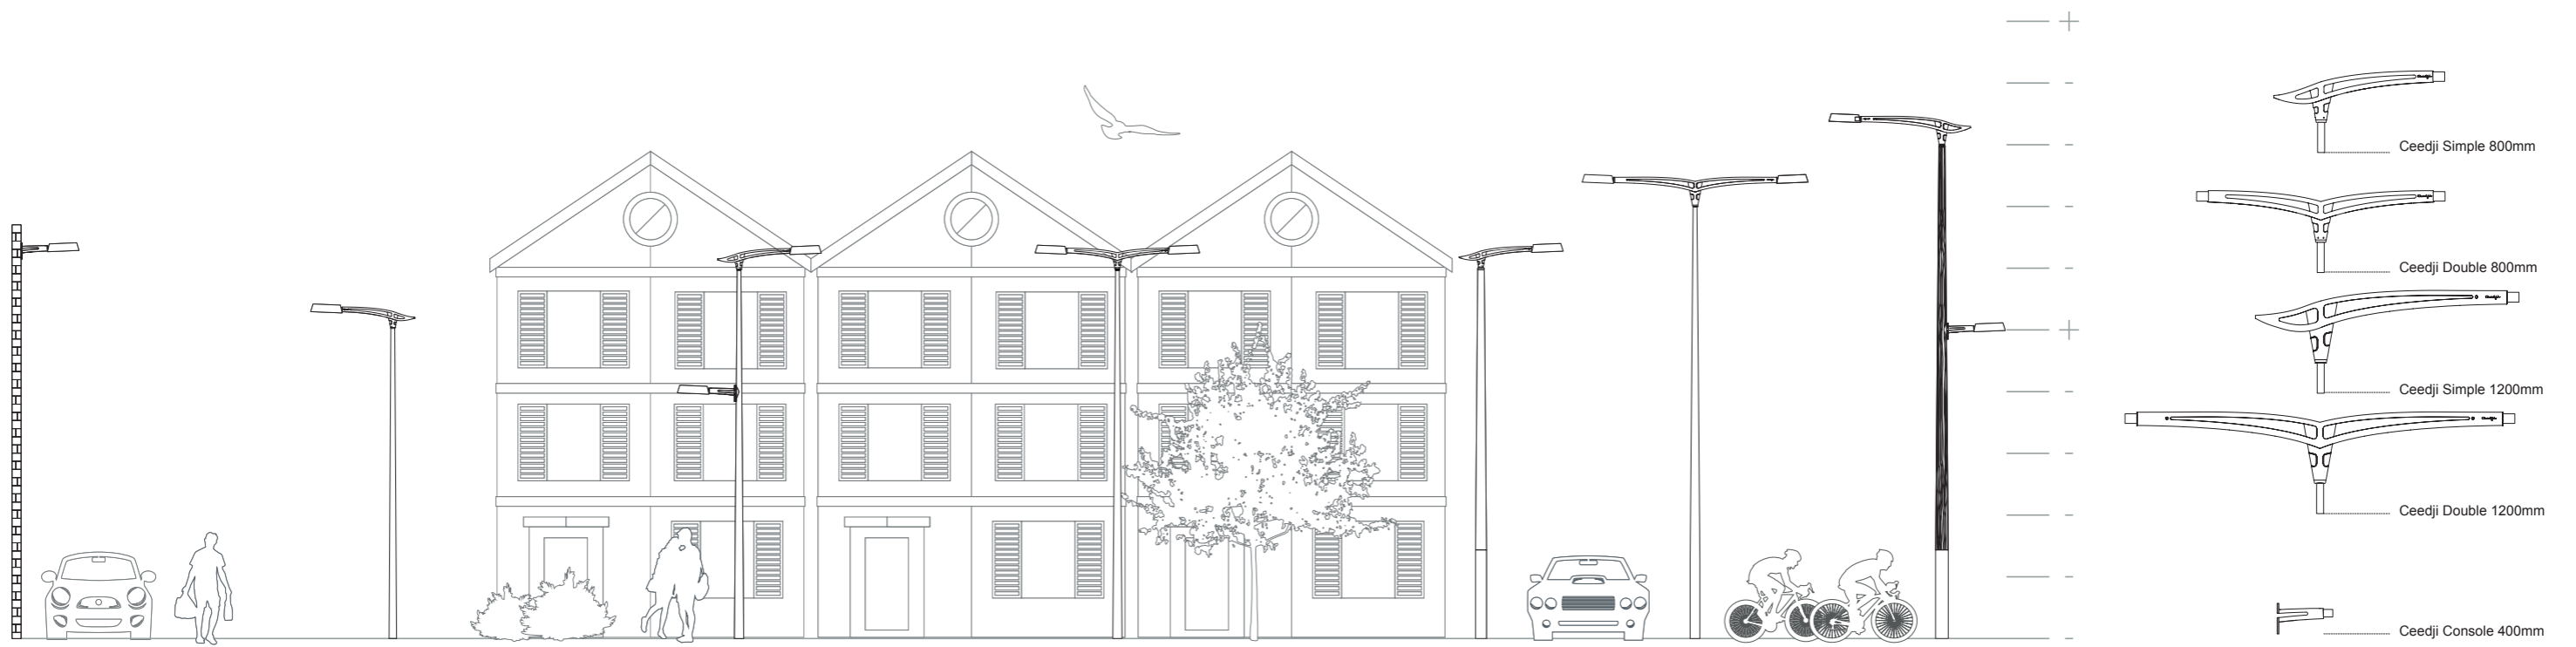 Ceedji Simple 800mm
Ceedji Double 800mm
Ceedji Simple 1200mm
Ceedji Double 1200mm
Ceedji Console 400mm